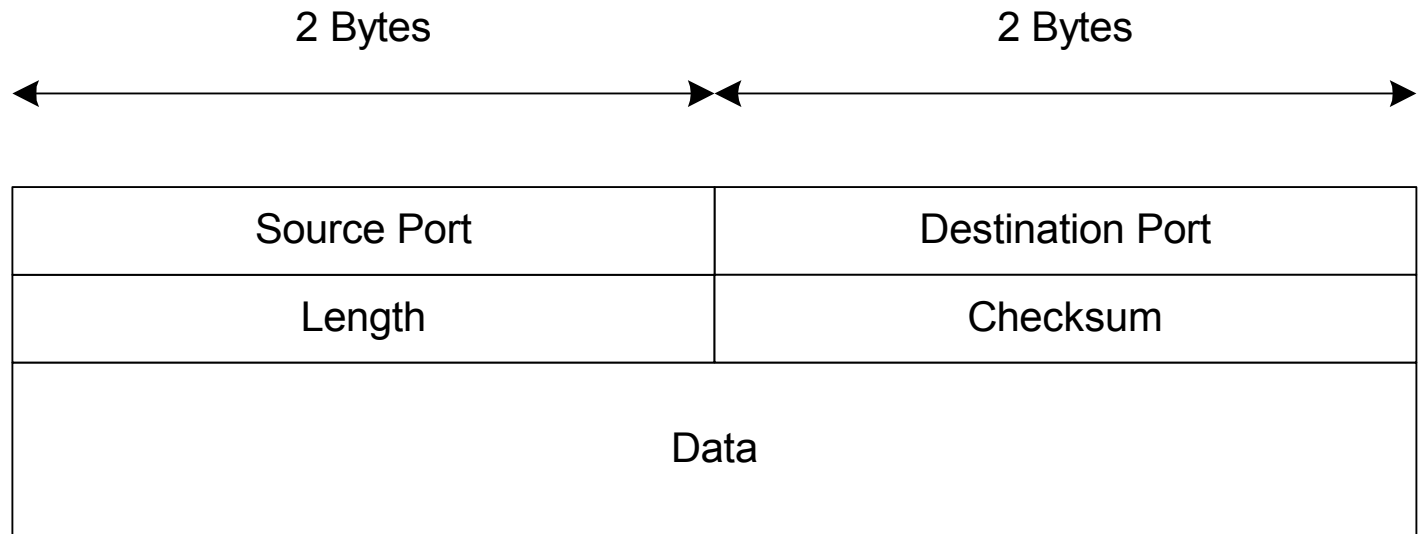 2 Bytes 2 Bytes
Source Port Destination Port
Length Checksum
Data